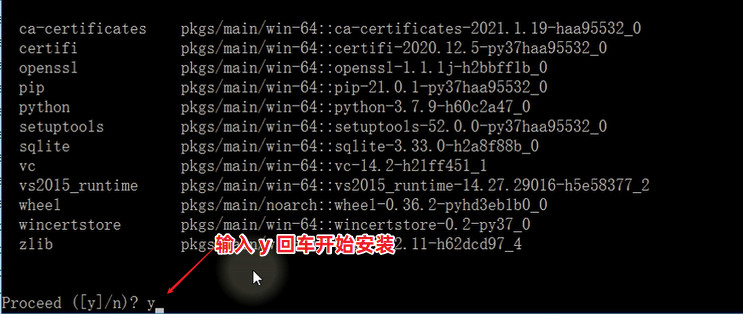 ca-certificates pkgs/main/win-64::ca-certificates-2021.1.19-haa95532_0
certifi pkgs/main/win-64::certifi-2020.12.5-py37haa95532_0
openssl pkgs/main/win-64::openssl-1.1.1j-h2bbff1b_0
pip pkgs/main/win-64::pip-21.0.1-py37haa95532_0
python pkgs/main/win-64::python-3.7.9-h60c2a47_0
setuptools pkgs/main/win-64::setuptools-52.0.0-py37haa95532_0
sqlite pkgs/main/win-64::sqlite-3.33.0-h2a8f88b_0
vc pkgs/main/win-64::vc-14.2-h21ff451_1
vs2015_runtime pkgs/main/win-64::vs2015_runtime-14.27.29016-h5e58377_2
wheel pkgs/main/noarch::wheel-0.36.2-pyhd3eb1b0_0
wincertstore pkgs/main/win-64::wincertstore-0.2-py37_0
zlib pkgs 2.11-h62dcd97_4
输入 y 回车开始安装
Proceed ([y]/n)? y